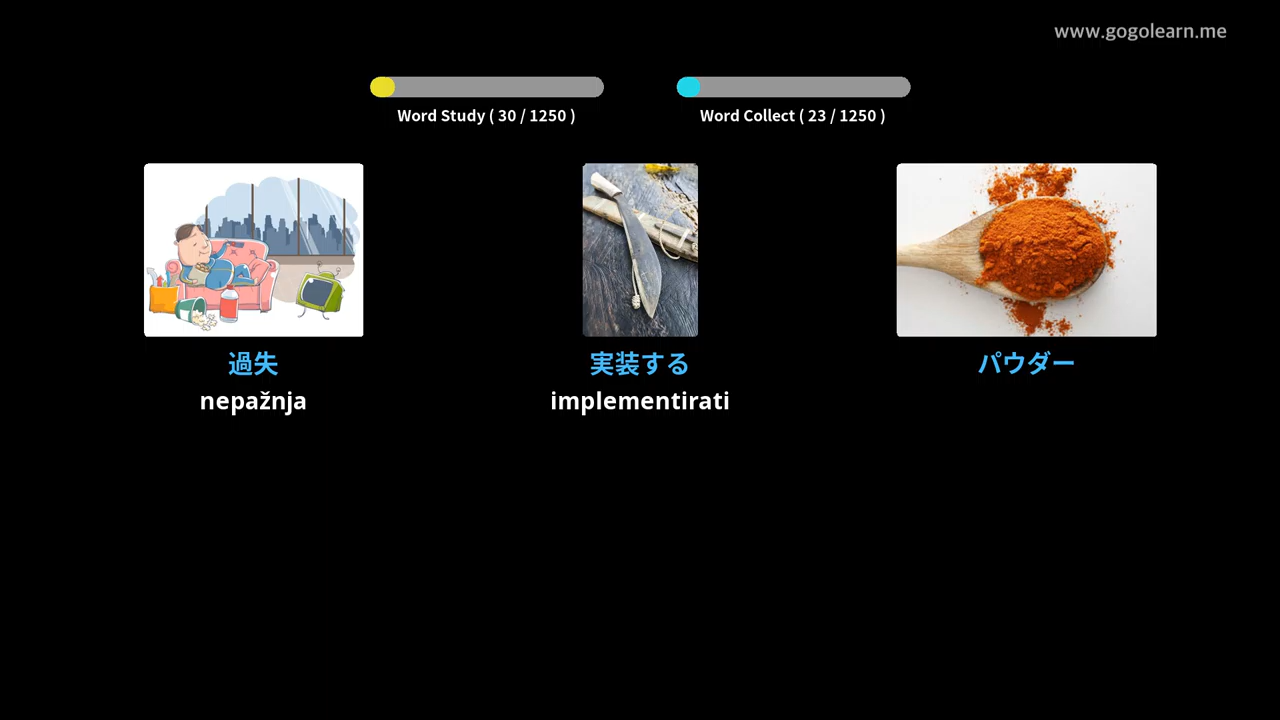 www.gogolearn.me
Word Study ( 30 / 1250 )
Word Collect ( 23 / 1250 )
過失
実装する
パウダー
nepažnja
implementirati